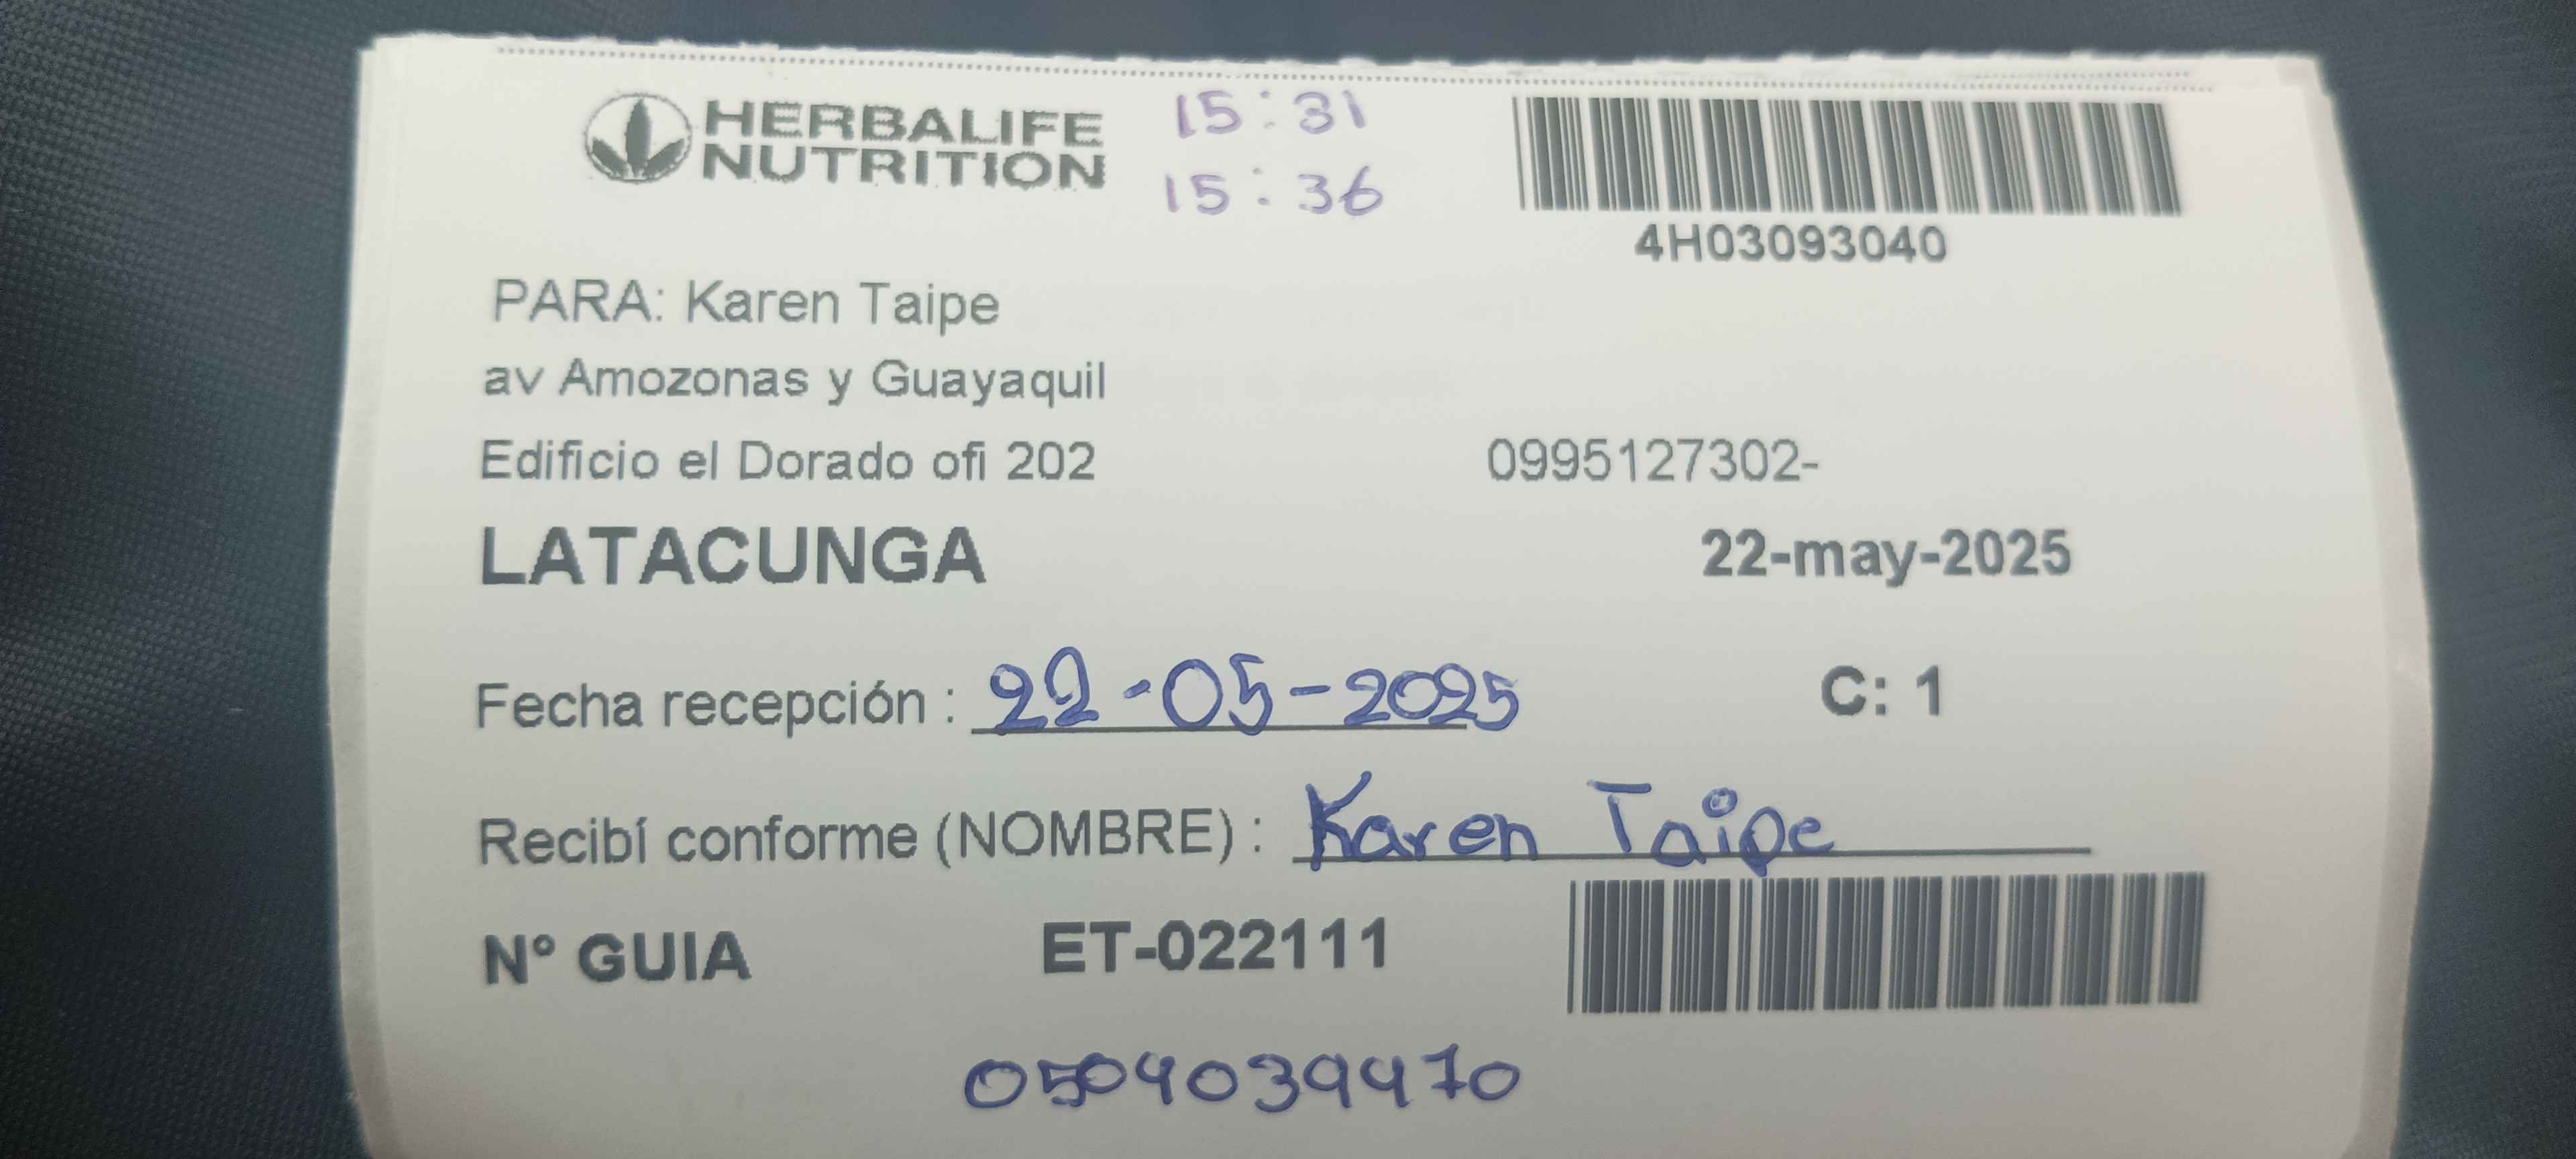 HERBALIFE
NUTRITION
15:31
15:36
4H03093040
PARA: Karen Taipe
av Amozonas y Guayaquil
Edificio el Dorado ofi 202
0995127302-
LATACUNGA
22-may-2025
Fecha recepción : 22-05-2025
C: 1
Recibí conforme (NOMBRE) : Karen Taipe
N° GUIA ET-022111
0504039470